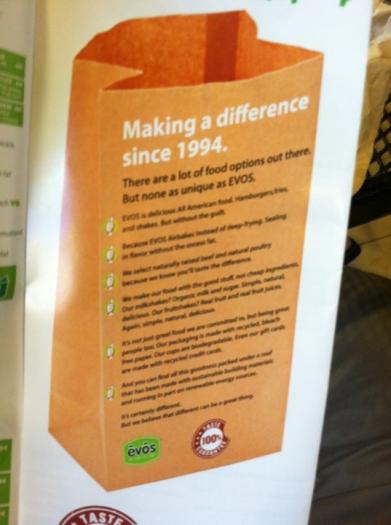 Making a difference
since 1994.
There are a lot of food options out there.
But none as unique as EVOS.
EVOS is delicious All American food. Hamburgers, fries,
and shakes. But without the guilt.
Because EVOS Airbakes instead of deep-frying. Sealing
in flavor without the excess fat.
We select naturally raised beef and natural poultry
because we know you'll taste the difference.
We make our food with the good stuff, not cheap ingredients.
Our milkshakes? Organic milk and sugar. Simple, natural,
delicious. Our fruitshakes? Real fruit and real fruit juices.
Again, simple, natural, delicious.
It's not just great food we are committed to, but being great
people too. Our packaging is made with recycled, bleach
free paper. Our cups are biodegradable. Even our gift cards
are made with recycled credit cards.
And you can find all this goodness packed under a roof
that has been made with sustainable building materials
and running in part on renewable energy sources.
It's certainly different.
But we believe that different can be a great thing.
ēvōs
TASTE
100%
GUARANTEE
TASTE